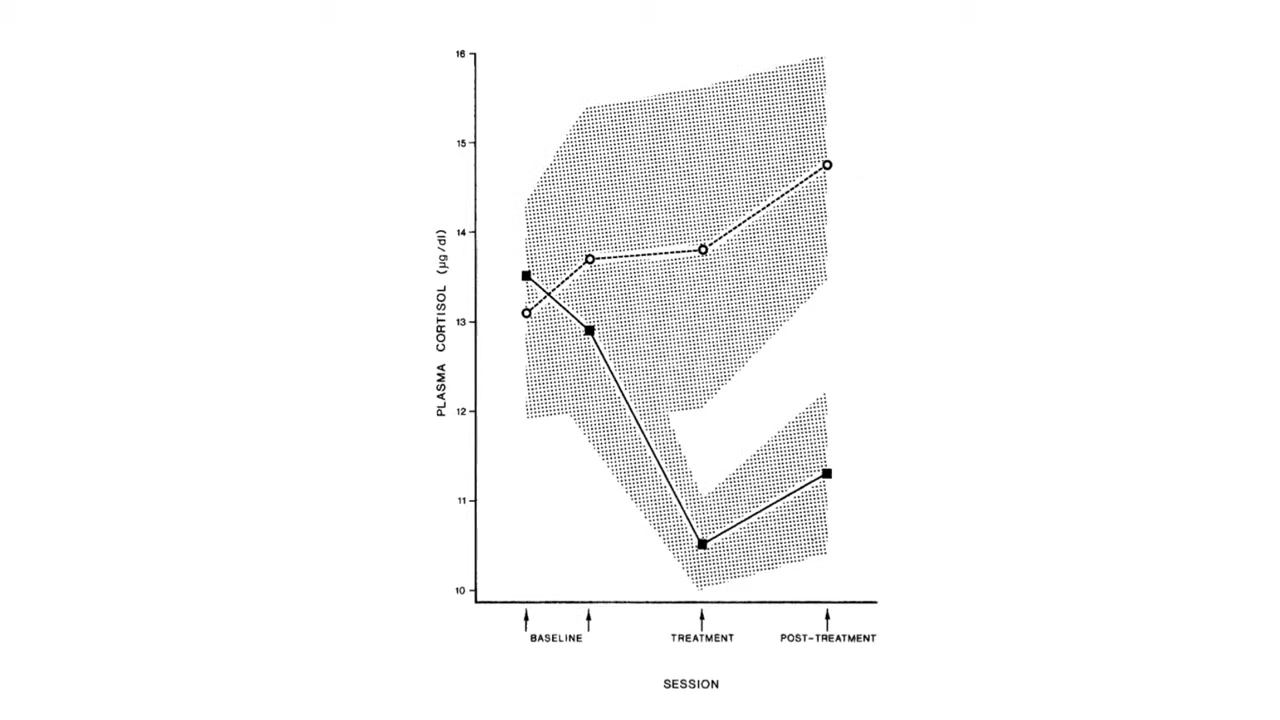 16
15
14
13
12
11
10
PLASMA CORTISOL (µg/dl)
BASELINE TREATMENT POST-TREATMENT
SESSION